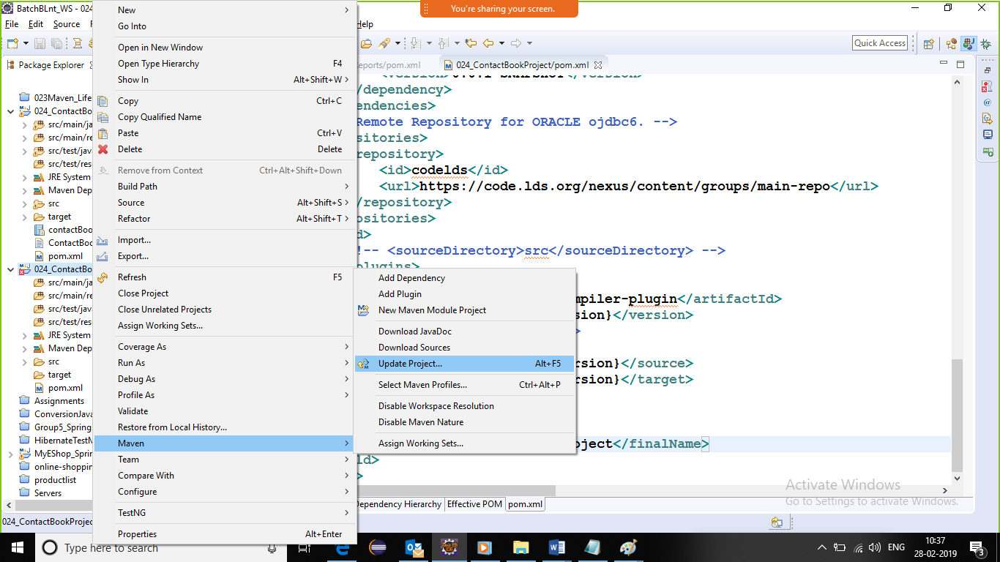 BatchBLnt_WS - 024
You're sharing your screen.
File Edit Source
Help
Quick Access
Package Explorer
eports/pom.xml
024_ContactBookProject/pom.xml
023Maven_Life
024_ContactBo
src/main/ja
src/main/re
src/test/jav
src/test/res
JRE System
Maven Dep
src
target
contactBoo
ContactBoo
pom.xml
024_ContactBo
src/main/ja
src/main/re
src/test/jav
src/test/res
JRE System
Maven Dep
src
target
pom.xml
Assignments
ConversionJava
Group5_Spring
HibernateTestM
MyEShop_Sprin
online-shoppin
productlist
Servers
024_ContactBookProjec
New
Go Into
Open in New Window
Open Type Hierarchy F4
Show In Alt+Shift+W
Copy Ctrl+C
Copy Qualified Name
Paste Ctrl+V
Delete Delete
Remove from Context Ctrl+Alt+Shift+Down
Build Path
Source Alt+Shift+S
Refactor Alt+Shift+T
Import...
Export...
Refresh F5
Close Project
Close Unrelated Projects
Assign Working Sets...
Coverage As
Run As
Debug As
Profile As
Validate
Restore from Local History...
Maven
Team
Compare With
Configure
TestNG
Properties Alt+Enter
Add Dependency
Add Plugin
New Maven Module Project
Download JavaDoc
Download Sources
Update Project... Alt+F5
Select Maven Profiles... Ctrl+Alt+P
Disable Workspace Resolution
Disable Maven Nature
Assign Working Sets...
/dependency>
endencies>
Remote Repository for ORACLE ojdbc6. -->
sitories>
repository>
<id>codelds</id>
<url>https://code.lds.org/nexus/content/groups/main-repo</url>
/repository>
ositories>
d>
!-- <sourceDirectory>src</sourceDirectory> -->
plugins>
mpiler-plugin</artifactId>
sion}</version>
>
rsion}</source>
rsion}</target>
oject</finalName>
ld>
>
Dependency Hierarchy Effective POM pom.xml
Activate Windows
Go to Settings to activate Windows.
Type here to search
ENG
10:37
28-02-2019
3